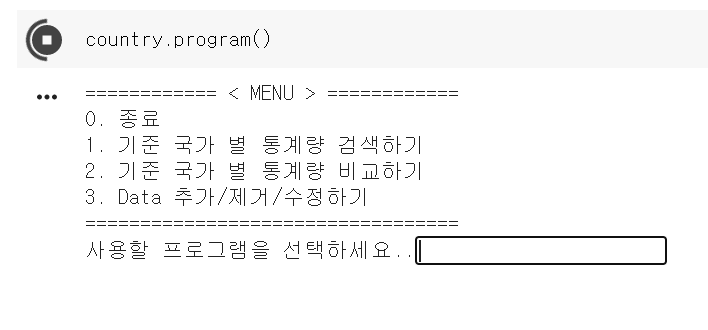 country.program()
============ < MENU > ============
0. 종료
1. 기준 국가 별 통계량 검색하기
2. 기준 국가 별 통계량 비교하기
3. Data 추가/제거/수정하기
==================================
사용할 프로그램을 선택하세요..